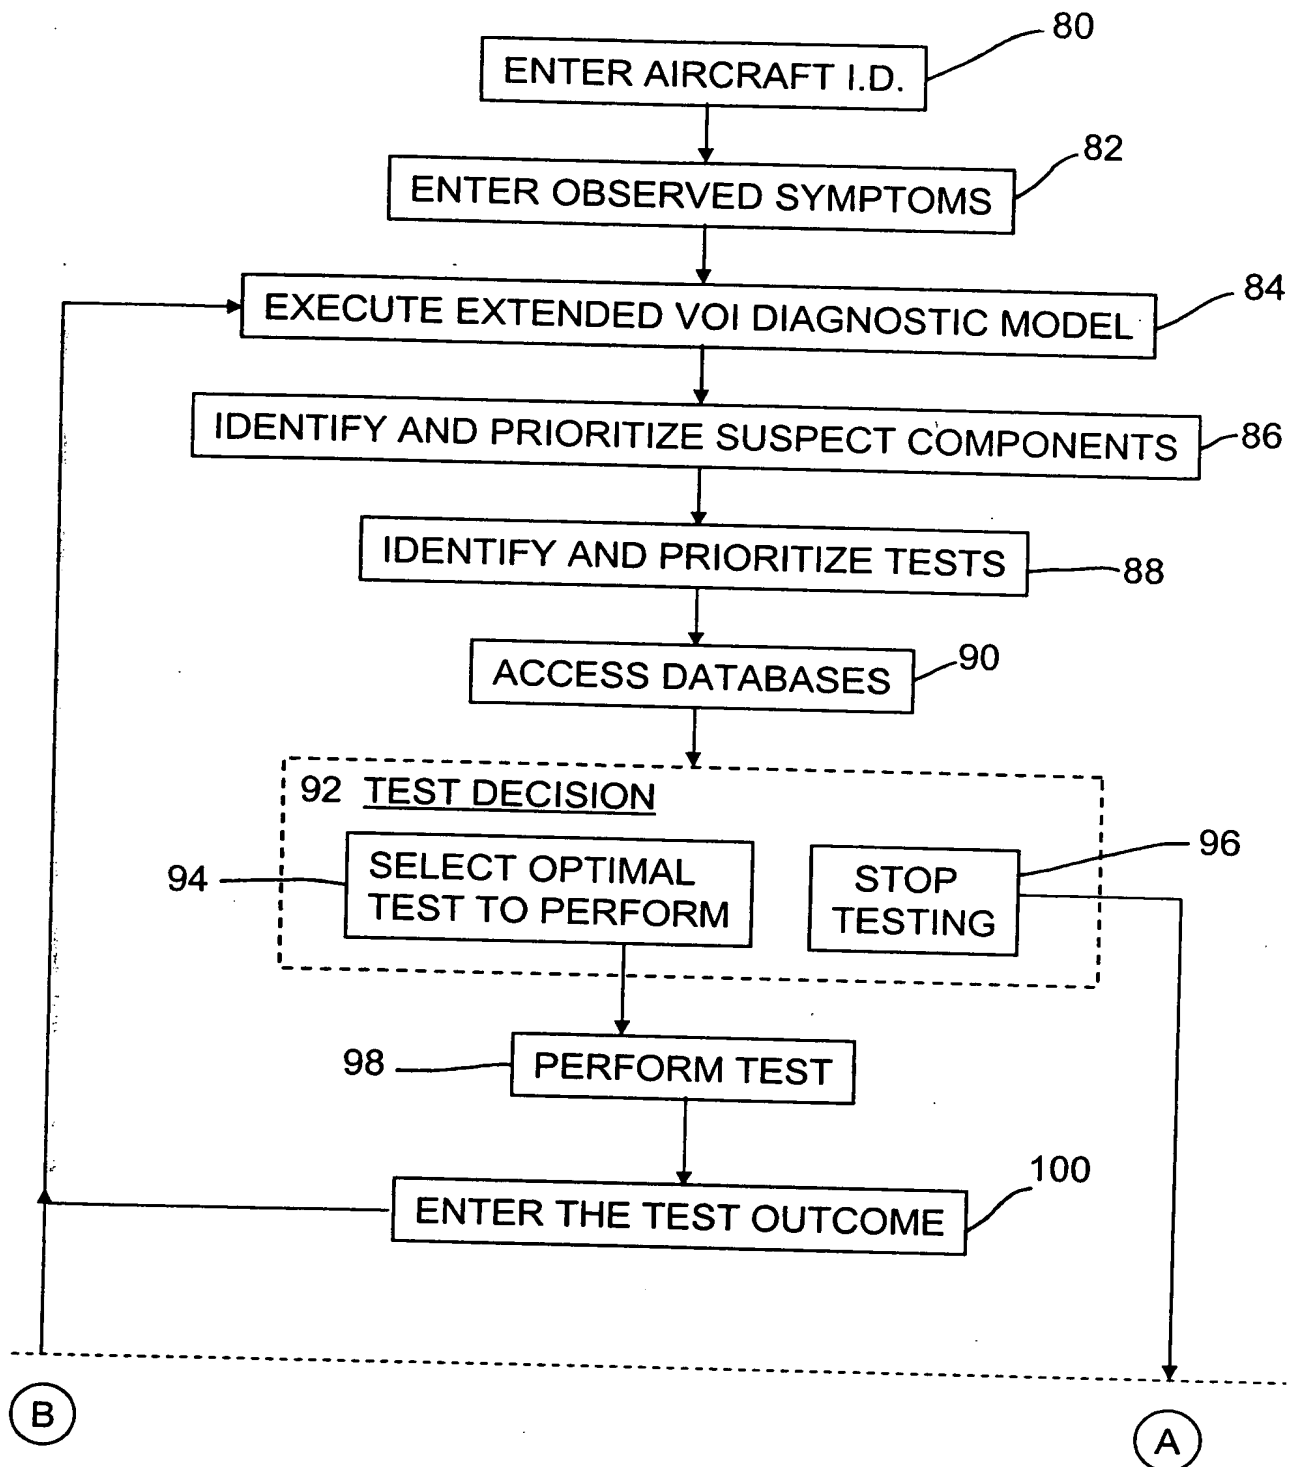 80
ENTER AIRCRAFT I.D.
82
ENTER OBSERVED SYMPTOMS
84
EXECUTE EXTENDED VOI DIAGNOSTIC MODEL
IDENTIFY AND PRIORITIZE SUSPECT COMPONENTS
86
IDENTIFY AND PRIORITIZE TESTS
88
90
ACCESS DATABASES
92 TEST DECISION
94
SELECT OPTIMAL
TEST TO PERFORM
STOP
TESTING
96
98
PERFORM TEST
100
ENTER THE TEST OUTCOME
B
A